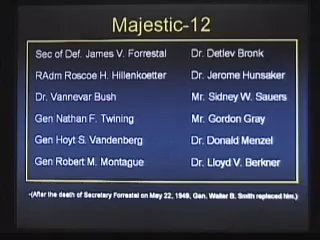 Majestic-12
Sec of Def. James V. Forrestal
Dr. Detlev Bronk
RAdm Roscoe H. Hillenkoetter
Dr. Jerome Hunsaker
Dr. Vannevar Bush
Mr. Sidney W. Sauers
Gen Nathan F. Twining
Mr. Gordon Gray
Gen Hoyt S. Vandenberg
Dr. Donald Menzel
Gen Robert M. Montague
Dr. Lloyd V. Berkner
-(After the death of Secretary Forrestal on May 22, 1949, Gen. Walter B. Smith replaced him.)